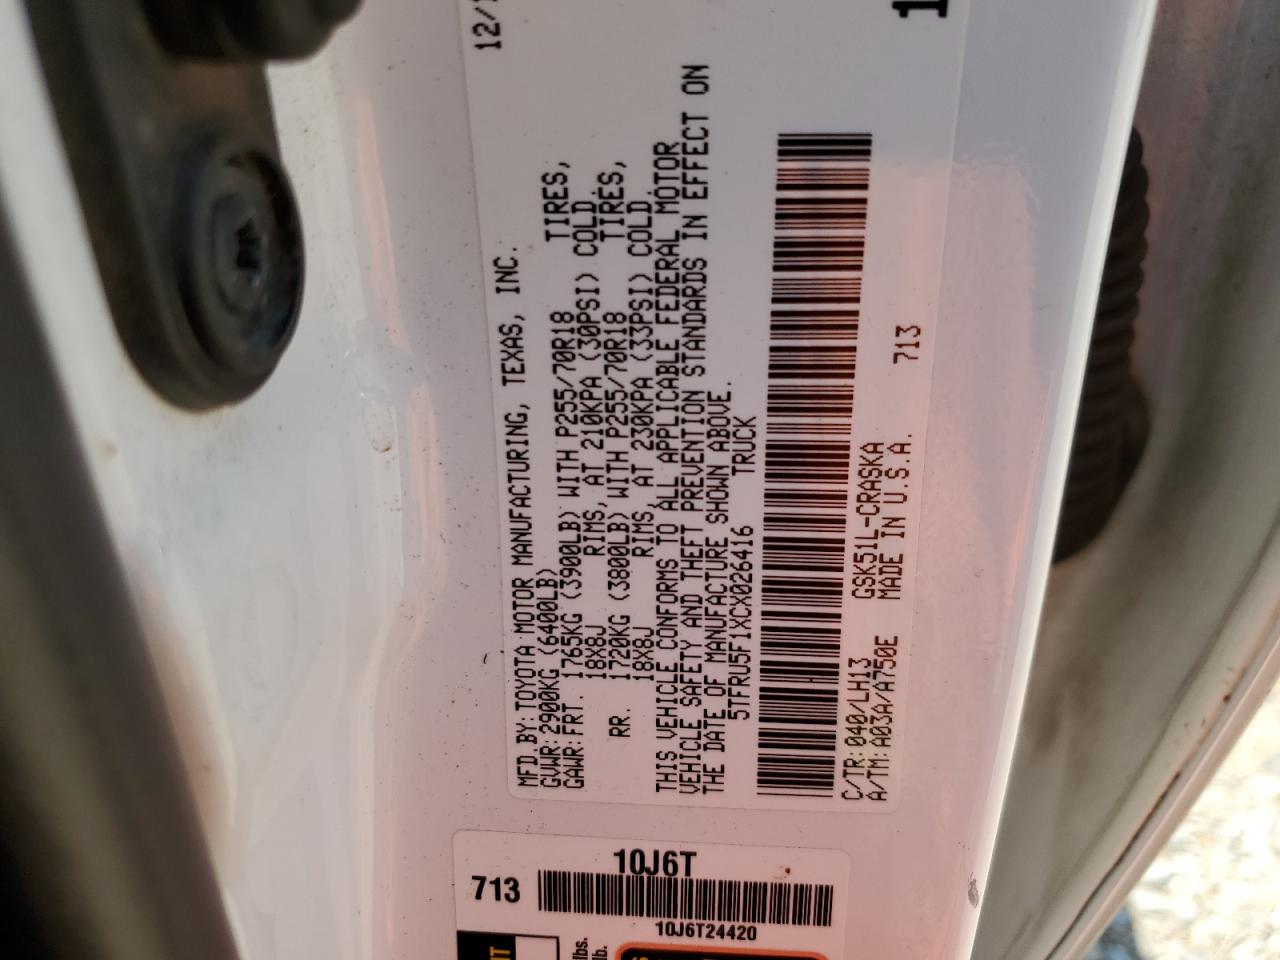 12/1
MFD.BY:TOYOTA MOTOR MANUFACTURING, TEXAS, INC.
GVWR:2900KG (6400LB)
GAWR:FRT. 1765KG (3900LB) WITH P255/70R18 TIRES,
18X8J RIMS, AT 210KPA (30PSI) COLD
RR. 1720KG (3800LB) WITH P255/70R18 TIRES,
18X8J RIMS, AT 230KPA (33PSI) COLD.
THIS VEHICLE CONFORMS TO ALL APPLICABLE FEDERAL MOTOR
VEHICLE SAFETY AND THEFT PREVENTION STANDARDS IN EFFECT ON
THE DATE OF MANUFACTURE SHOWN ABOVE.
5TFRU5F1XCX026416 TRUCK
C/TR:040/LH13 GSK51L-CRASKA
A/TM:A03A/A750E MADE IN U.S.A. 713
10J6T
713
10J6T24420
lbs.
lb.